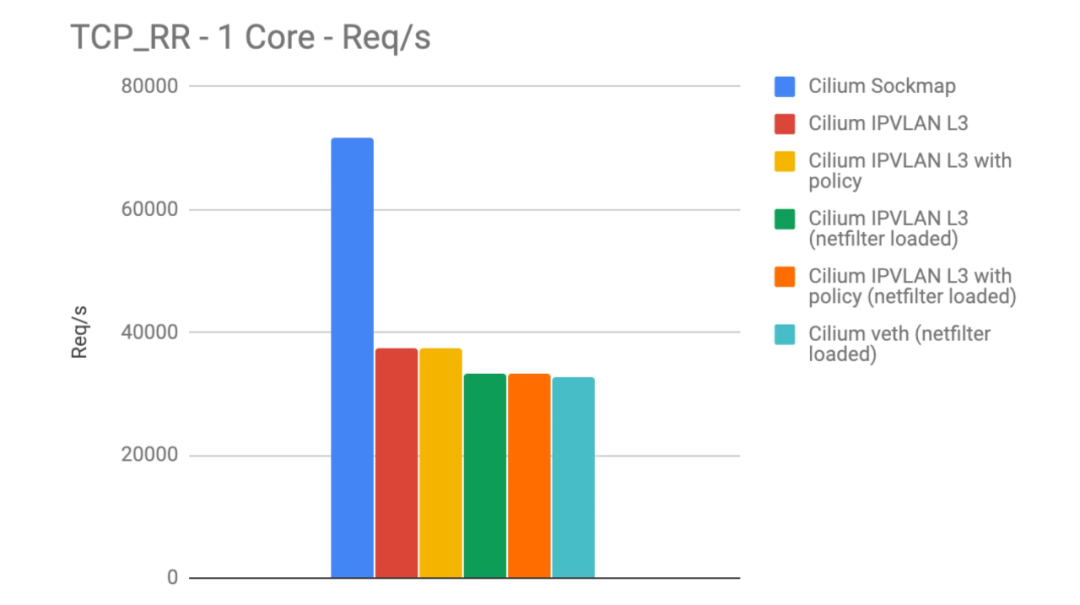 TCP_RR - 1 Core - Req/s
80000
60000
40000
20000
0
Req/s
Cilium Sockmap
Cilium IPVLAN L3
Cilium IPVLAN L3 with
policy
Cilium IPVLAN L3
(netfilter loaded)
Cilium IPVLAN L3 with
policy (netfilter loaded)
Cilium veth (netfilter
loaded)